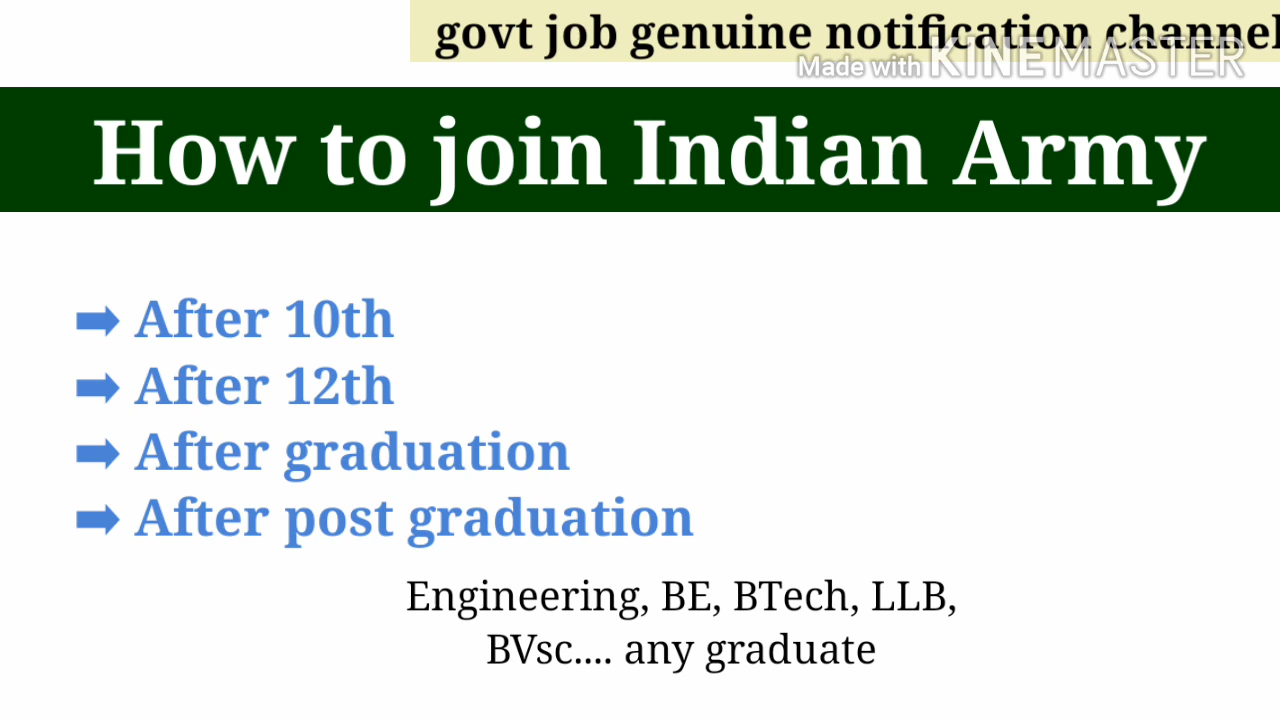 govt job genuine notification channel
Made with KINEMASTER
How to join Indian Army
➡ After 10th
➡ After 12th
➡ After graduation
➡ After post graduation
Engineering, BE, BTech, LLB,
BVsc.... any graduate